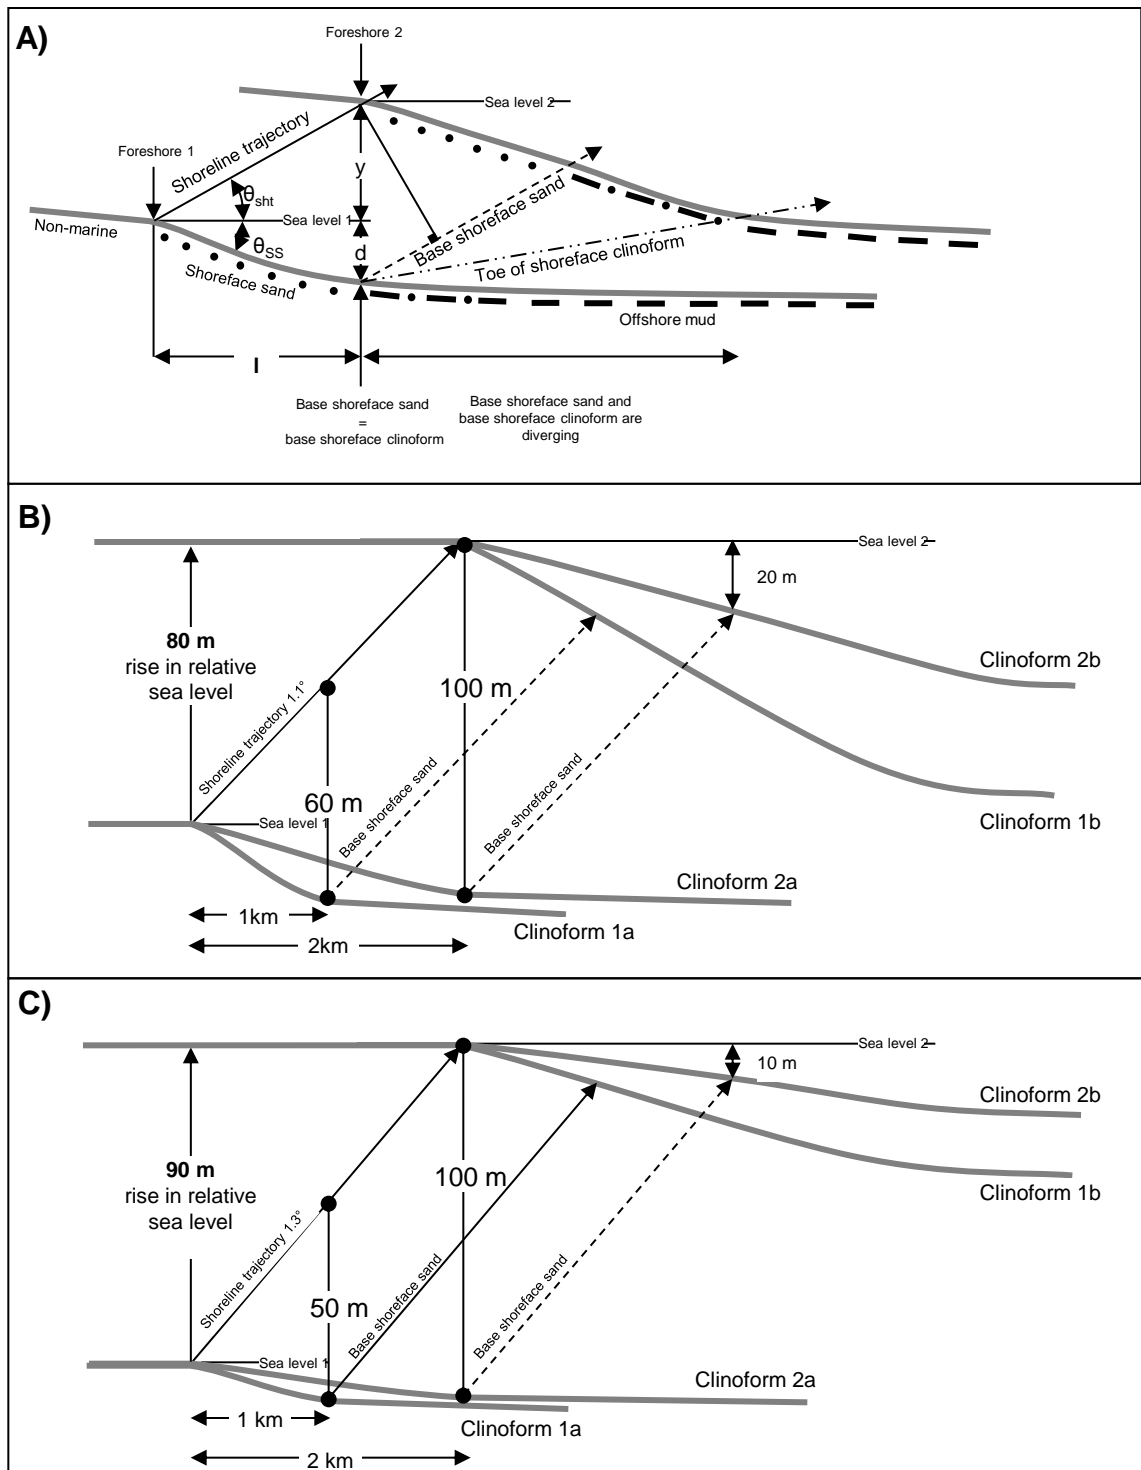 A)
Foreshore 2
Sea level 2
Foreshore 1
Shoreline trajectory
y
θsht
Sea level 1
Non-marine
θSS
d
Base shoreface sand
Shoreface sand
Toe of shoreface clinoform
Offshore mud
l
Base shoreface sand
=
base shoreface clinoform
Base shoreface sand and
base shoreface clinoform are
diverging
B)
Sea level 2
20 m
80 m
rise in relative
sea level
Clinoform 2b
100 m
Shoreline trajectory 1.1°
60 m
Base shoreface sand
Base shoreface sand
Sea level 1
Clinoform 1b
Clinoform 2a
1km
Clinoform 1a
2km
C)
Sea level 2
10 m
Clinoform 2b
90 m
rise in relative
sea level
100 m
Clinoform 1b
Shoreline trajectory 1.3°
50 m
Base shoreface sand
Base shoreface sand
Sea level 1
Clinoform 2a
1 km
Clinoform 1a
2 km